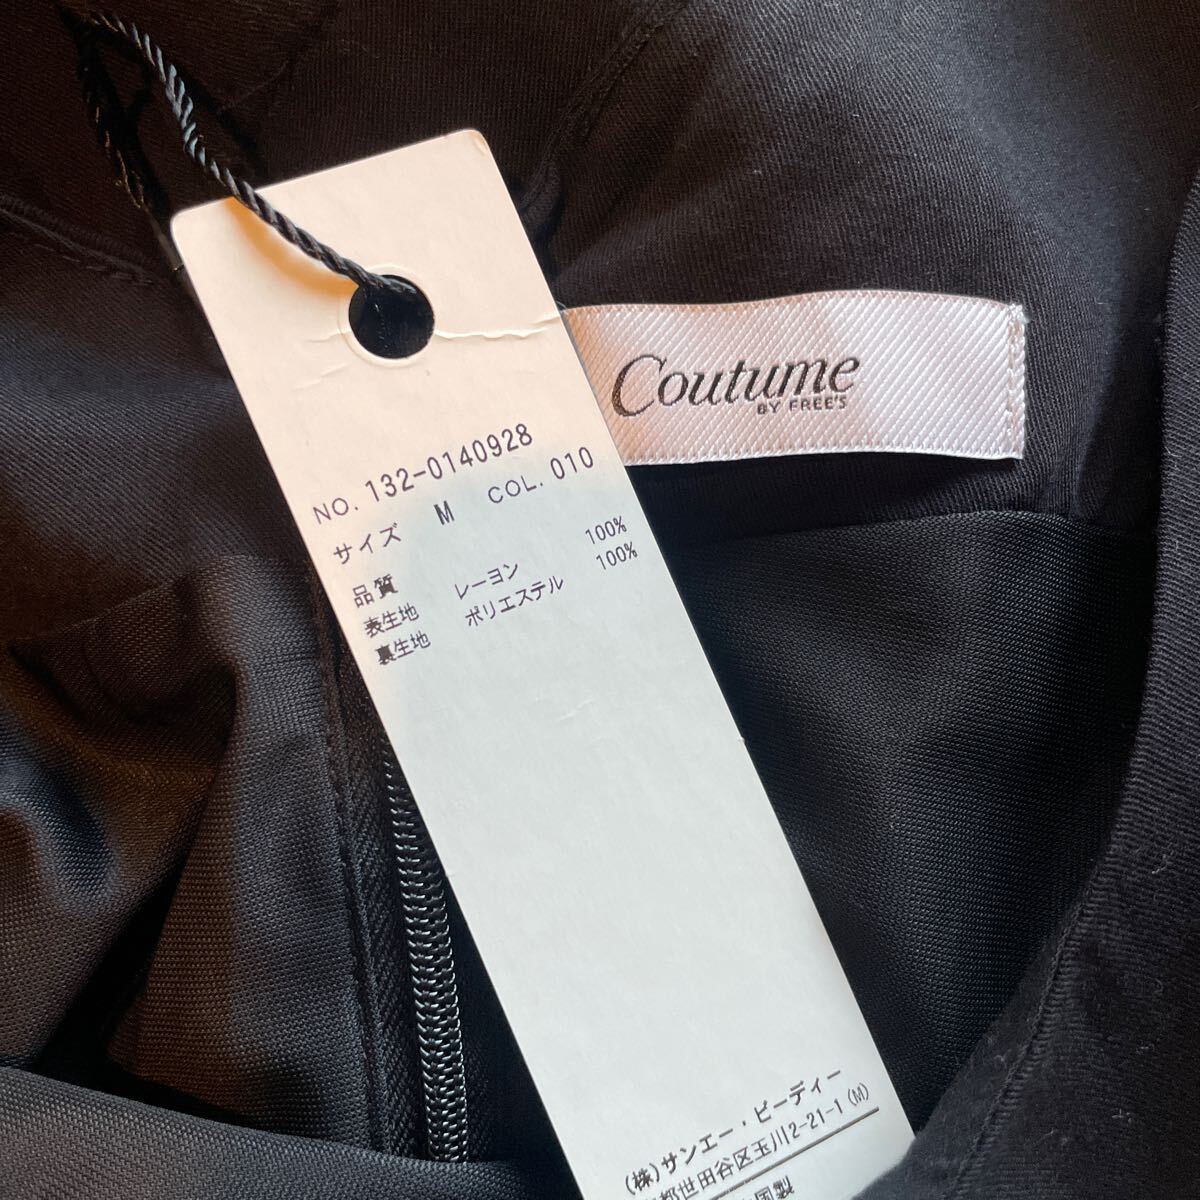 Coutume
BY FREE'S
NO. 132-0140928
サイズ M COL. 010
品質
表生地 レーヨン 100%
裏生地 ポリエステル 100%
(株)サンエー・ビーディー
都世田谷区玉川2-21-1(M)
国製